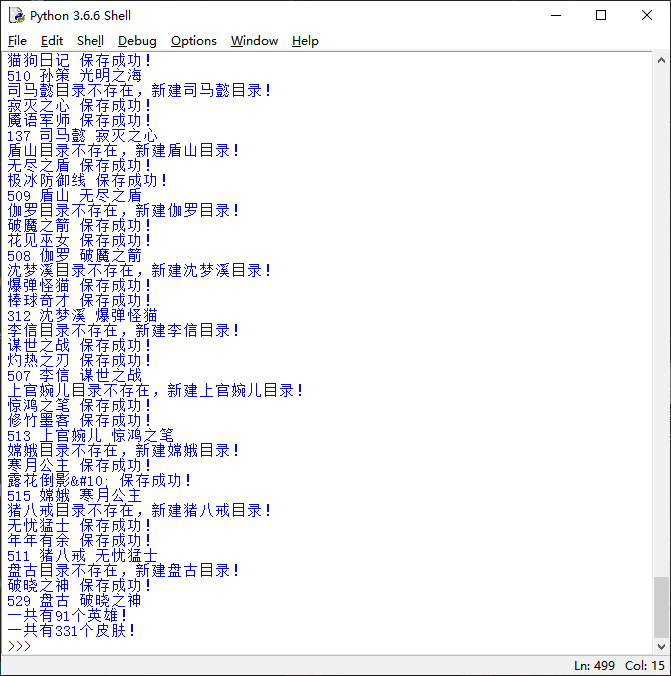 Python 3.6.6 Shell
File Edit Shell Debug Options Window Help
猫狗日记 保存成功!
510 孙策 光明之海
司马懿目录不存在,新建司马懿目录!
寂灭之心 保存成功!
魇语军师 保存成功!
137 司马懿 寂灭之心
盾山目录不存在,新建盾山目录!
无尽之盾 保存成功!
极冰防御线 保存成功!
509 盾山 无尽之盾
伽罗目录不存在,新建伽罗目录!
破魔之箭 保存成功!
花见巫女 保存成功!
508 伽罗 破魔之箭
沈梦溪目录不存在,新建沈梦溪目录!
爆弹怪猫 保存成功!
棒球奇才 保存成功!
312 沈梦溪 爆弹怪猫
李信目录不存在,新建李信目录!
谋世之战 保存成功!
灼热之刃 保存成功!
507 李信 谋世之战
上官婉儿目录不存在,新建上官婉儿目录!
惊鸿之笔 保存成功!
修竹墨客 保存成功!
513 上官婉儿 惊鸿之笔
嫦娥目录不存在,新建嫦娥目录!
寒月公主 保存成功!
露花倒影&#10; 保存成功!
515 嫦娥 寒月公主
猪八戒目录不存在,新建猪八戒目录!
无忧猛士 保存成功!
年年有余 保存成功!
511 猪八戒 无忧猛士
盘古目录不存在,新建盘古目录!
破晓之神 保存成功!
529 盘古 破晓之神
一共有91个英雄!
一共有331个皮肤!
>>>
Ln: 499 Col: 15